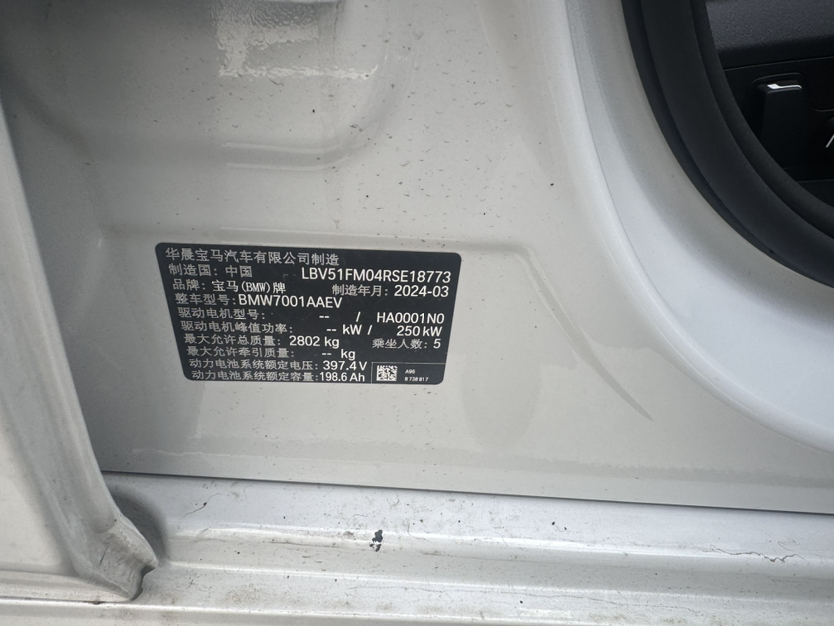 华晨宝马汽车有限公司制造
制造国：中国 LBV51FM04RSE18773
品牌：宝马(BMW)牌 制造年月：2024-03
整车型号：BMW7001AAEV
驱动电机型号： -- / HA0001N0
驱动电机峰值功率： -- kW / 250 kW
最大允许总质量：2802 kg 乘坐人数：5
最大允许牵引质量： -- kg
动力电池系统额定电压：397.4 V
动力电池系统额定容量：198.6 Ah
A96